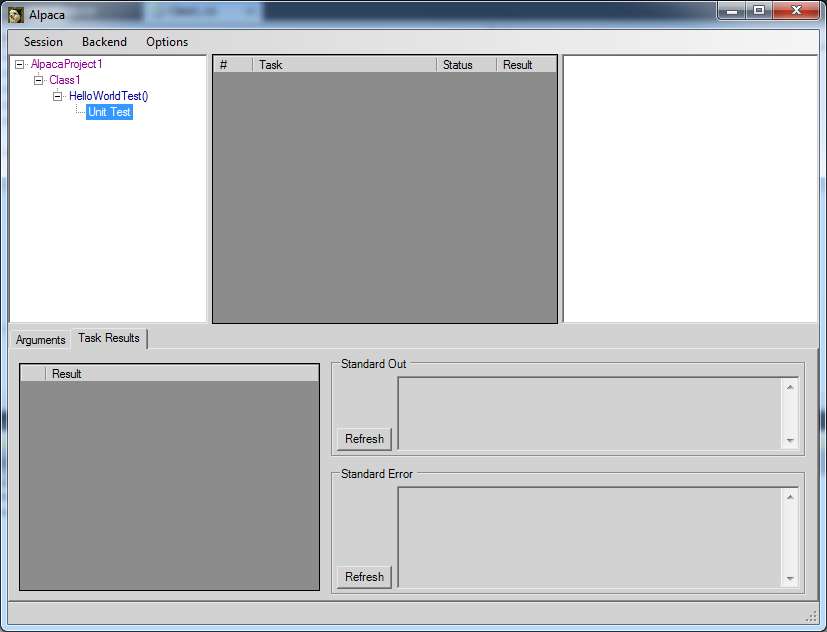 Alpaca
Session Backend Options
AlpacaProject1
Class1
HelloWorldTest()
Unit Test
# Task Status Result
Arguments Task Results
Result
Standard Out
Refresh
Standard Error
Refresh